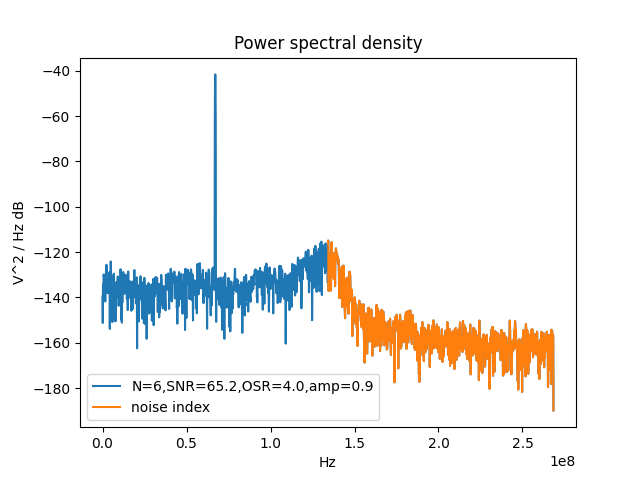 Power spectral density
V^2 / Hz dB
−40
−60
−80
−100
−120
−140
−160
−180
N=6,SNR=65.2,OSR=4.0,amp=0.9
noise index
0.0 0.5 1.0 1.5 2.0 2.5
1e8
Hz